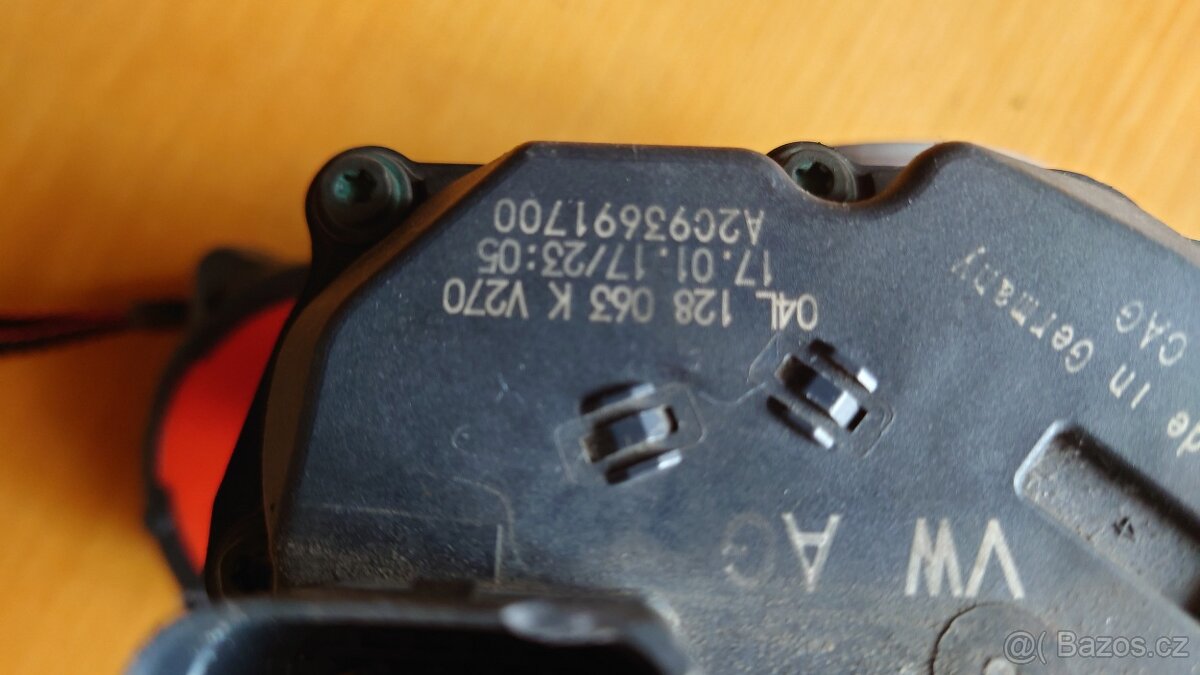 04L 128 063 K V270
17.01.17/23:05
A2C93691700
de in Germany
CAG
VW AG
@( Bazos.cz